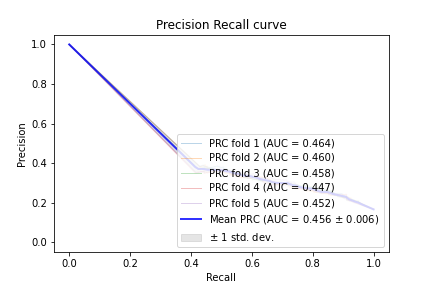 Precision Recall curve
1.0
0.8
0.6
0.4
0.2
0.0
Precision
PRC fold 1 (AUC = 0.464)
PRC fold 2 (AUC = 0.460)
PRC fold 3 (AUC = 0.458)
PRC fold 4 (AUC = 0.447)
PRC fold 5 (AUC = 0.452)
Mean PRC (AUC = 0.456 ± 0.006)
± 1 std. dev.
0.0 0.2 0.4 0.6 0.8 1.0
Recall